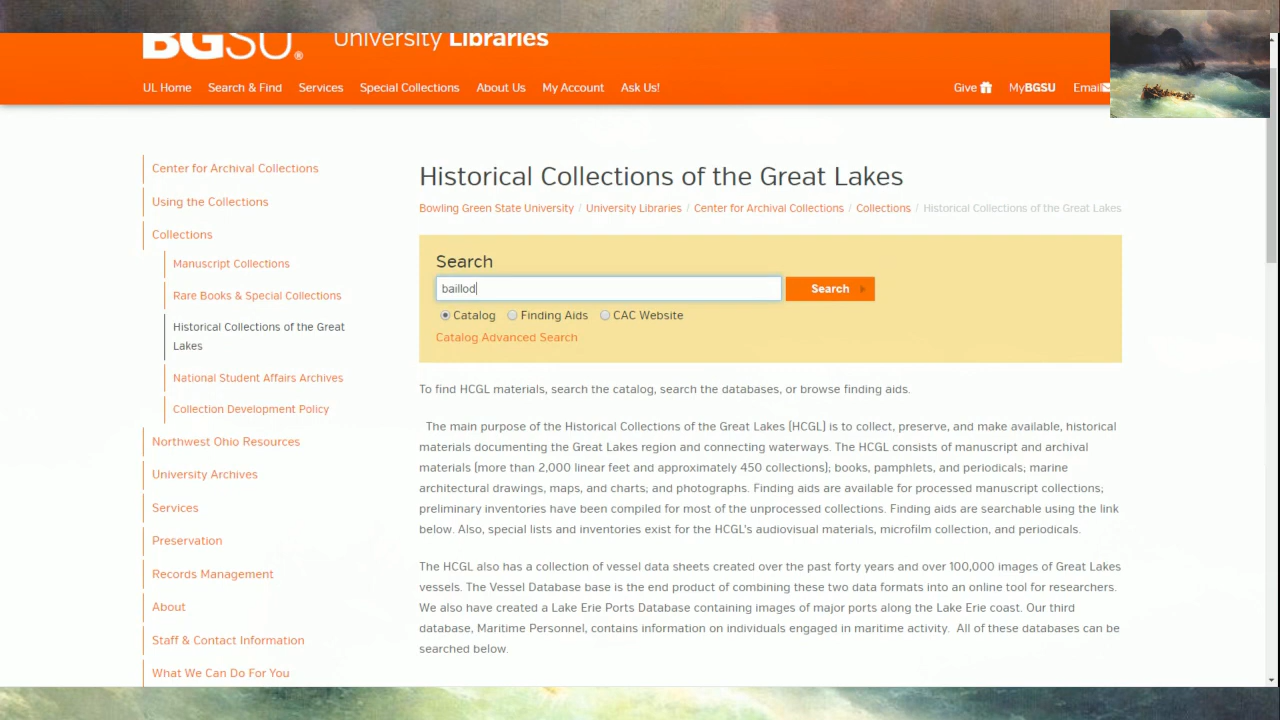 BGSU® University Libraries
UL Home Search & Find Services Special Collections About Us My Account Ask Us! Give MyBGSU Email
Center for Archival Collections
Using the Collections
Collections
Manuscript Collections
Rare Books & Special Collections
Historical Collections of the Great
Lakes
National Student Affairs Archives
Collection Development Policy
Northwest Ohio Resources
University Archives
Services
Preservation
Records Management
About
Staff & Contact Information
What We Can Do For You
Historical Collections of the Great Lakes
Bowling Green State University / University Libraries / Center for Archival Collections / Collections / Historical Collections of the Great Lakes
Search
baillod Search
Catalog Finding Aids CAC Website
Catalog Advanced Search
To find HCGL materials, search the catalog, search the databases, or browse finding aids.
The main purpose of the Historical Collections of the Great Lakes (HCGL) is to collect, preserve, and make available, historical
materials documenting the Great Lakes region and connecting waterways. The HCGL consists of manuscript and archival
materials (more than 2,000 linear feet and approximately 450 collections); books, pamphlets, and periodicals; marine
architectural drawings, maps, and charts; and photographs. Finding aids are available for processed manuscript collections;
preliminary inventories have been compiled for most of the unprocessed collections. Finding aids are searchable using the link
below. Also, special lists and inventories exist for the HCGL's audiovisual materials, microfilm collection, and periodicals.
The HCGL also has a collection of vessel data sheets created over the past forty years and over 100,000 images of Great Lakes
vessels. The Vessel Database base is the end product of combining these two data formats into an online tool for researchers.
We also have created a Lake Erie Ports Database containing images of major ports along the Lake Erie coast. Our third
database, Maritime Personnel, contains information on individuals engaged in maritime activity. All of these databases can be
searched below.